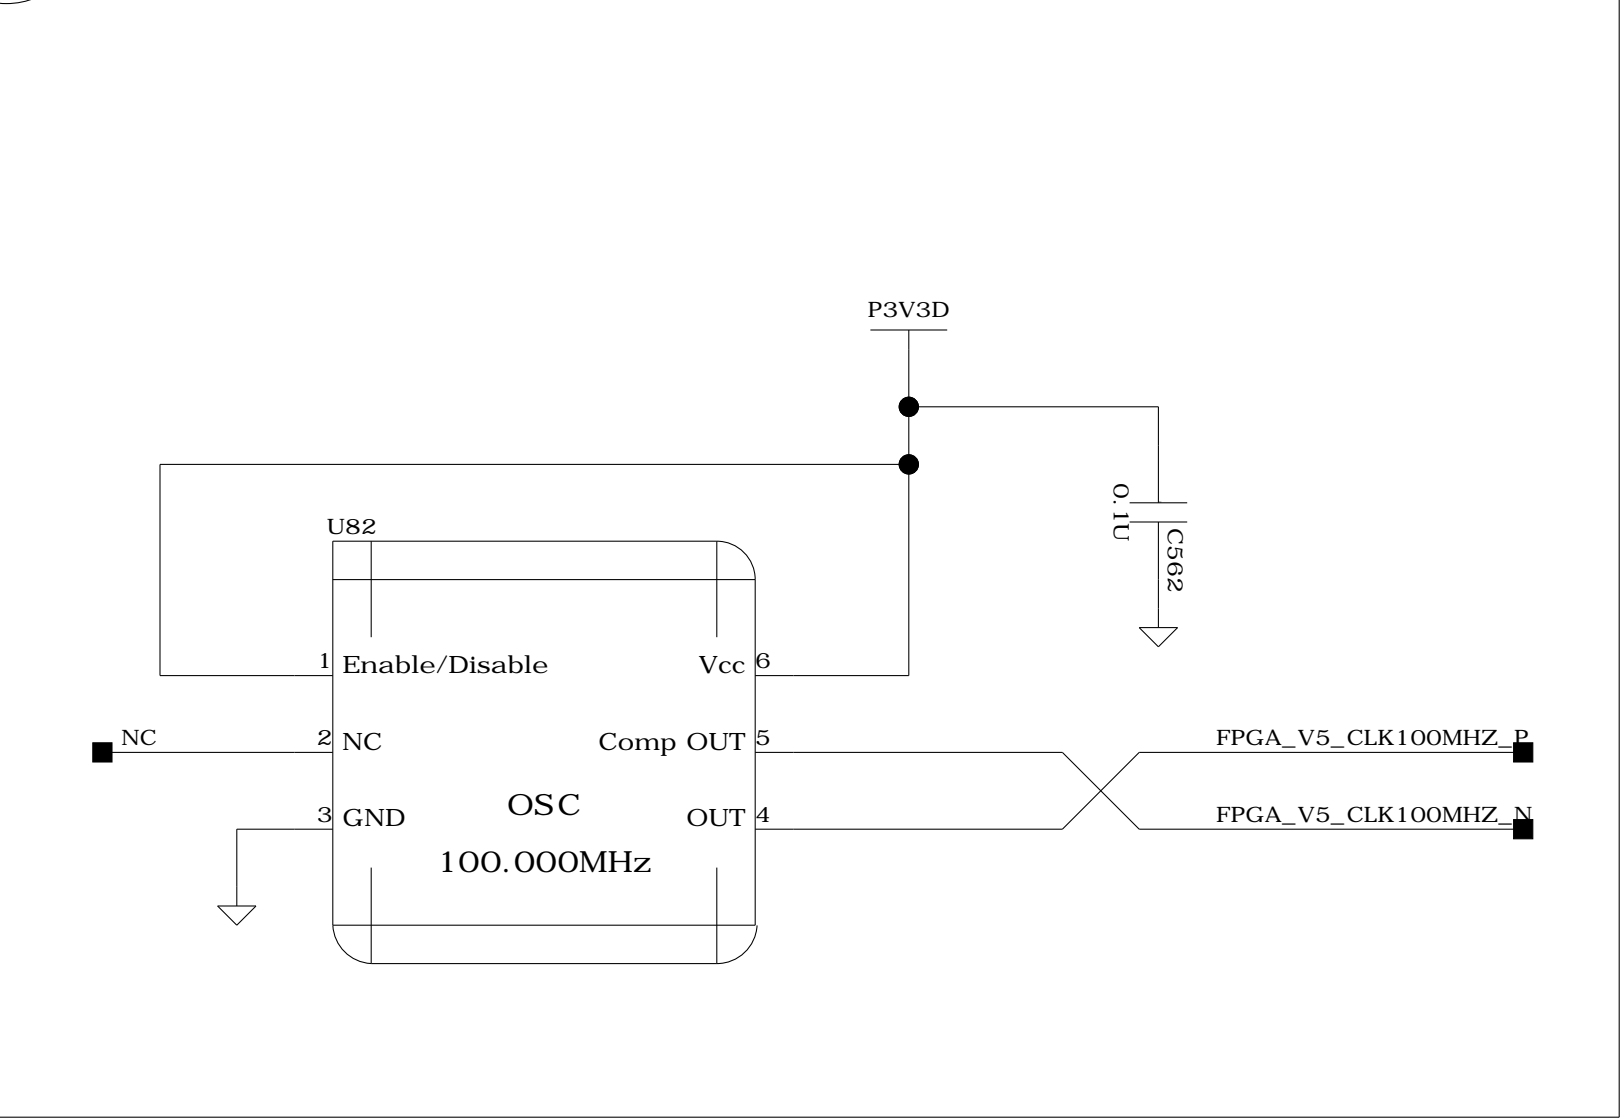 P3V3D
0.1U
C562
U82
1 Enable/Disable Vcc 6
NC 2 NC Comp OUT 5 FPGA_V5_CLK100MHZ_P
3 GND OUT 4 FPGA_V5_CLK100MHZ_N
OSC
100.000MHz